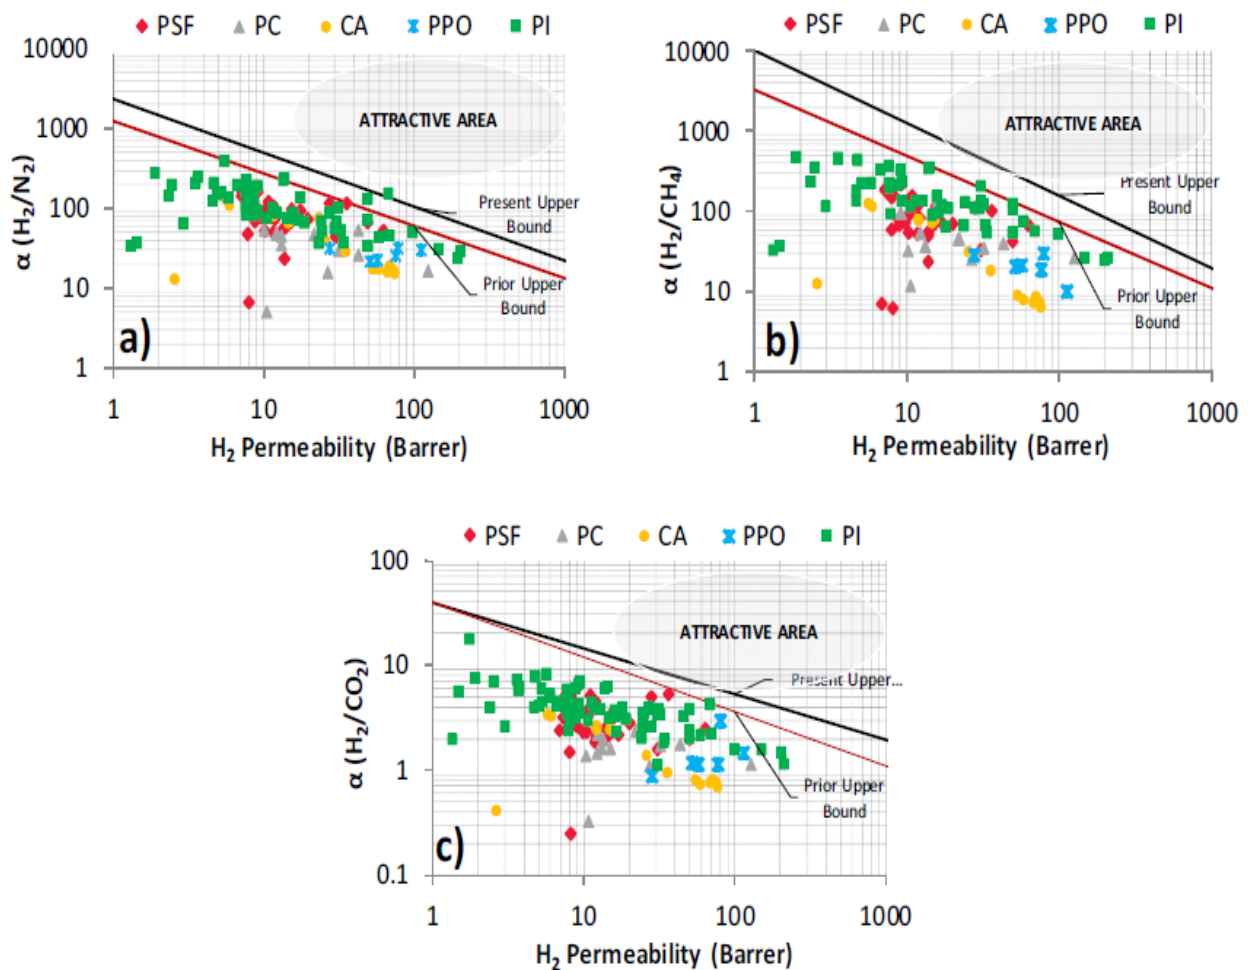 PSF PC CA PPO PI
10000
1000
100
10
1
α (H₂/N₂)
ATTRACTIVE AREA
Present Upper
Bound
Prior Upper
Bound
a)
1 10 100 1000
H₂ Permeability (Barrer)
PSF PC CA PPO PI
10000
1000
100
10
1
α (H₂/CH₄)
ATTRACTIVE AREA
Present Upper
Bound
Prior Upper
Bound
b)
1 10 100 1000
H₂ Permeability (Barrer)
PSF PC CA PPO PI
100
10
1
0.1
α (H₂/CO₂)
ATTRACTIVE AREA
Present Upper...
Prior Upper
Bound
c)
1 10 100 1000
H₂ Permeability (Barrer)